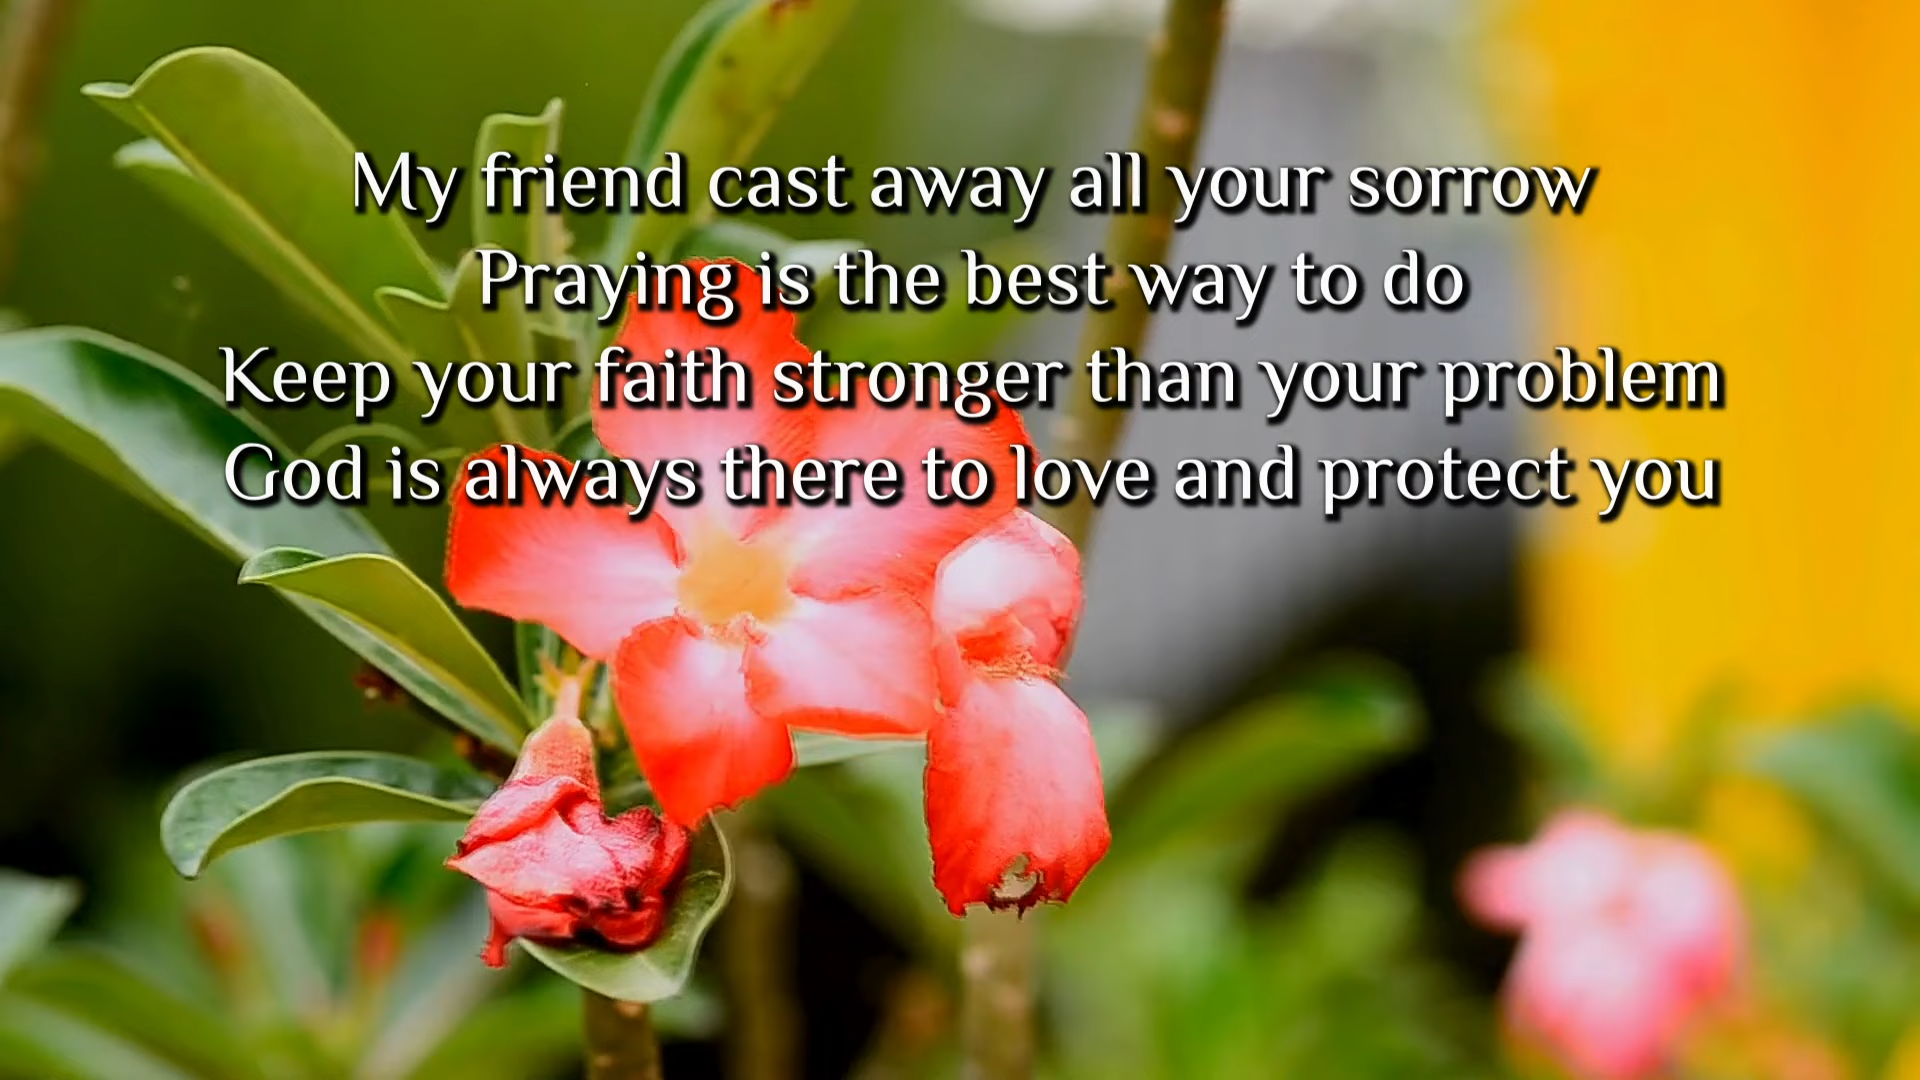 My friend cast away all your sorrow
Praying is the best way to do
Keep your faith stronger than your problem
God is always there to love and protect you